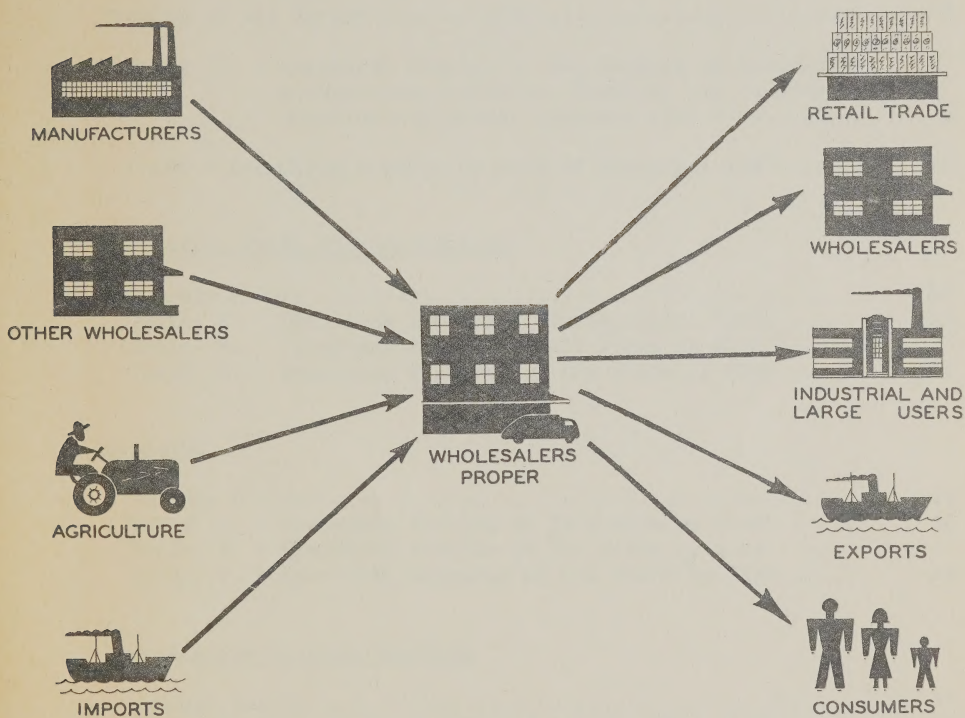 MANUFACTURERS
OTHER WHOLESALERS
AGRICULTURE
IMPORTS
WHOLESALERS
PROPER
RETAIL TRADE
WHOLESALERS
INDUSTRIAL AND
LARGE USERS
EXPORTS
CONSUMERS